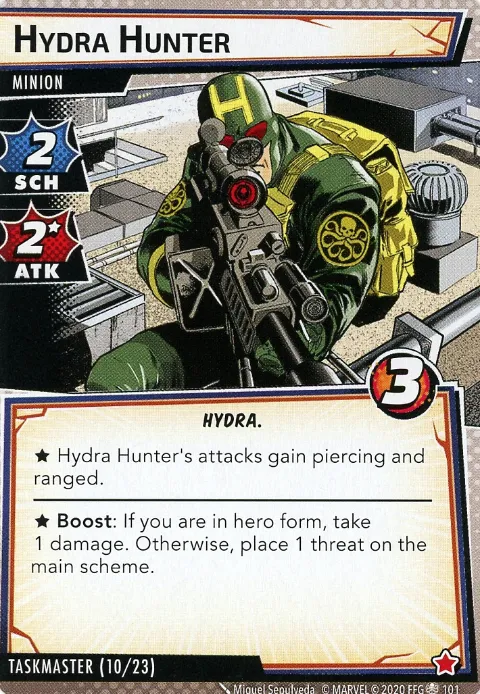 HYDRA HUNTER
MINION
2
SCH
2★
ATK
H
3
HYDRA.
★ Hydra Hunter's attacks gain piercing and
ranged.
★ Boost: If you are in hero form, take
1 damage. Otherwise, place 1 threat on the
main scheme.
TASKMASTER (10/23)
Miguel Sepulveda. © MARVEL © 2020 FFG 101